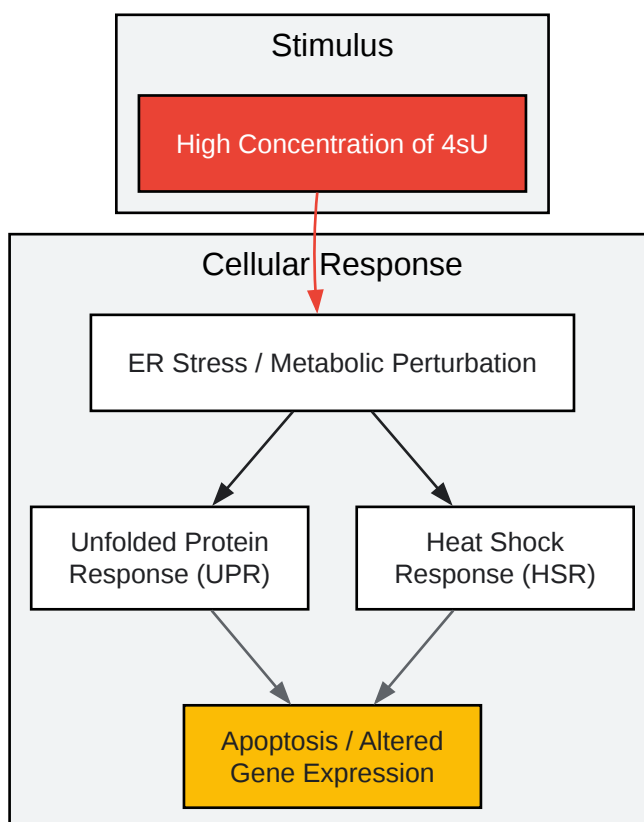 Stimulus
High Concentration of 4sU
Cellular Response
ER Stress / Metabolic Perturbation
Unfolded Protein
Response (UPR)
Heat Shock
Response (HSR)
Apoptosis / Altered
Gene Expression